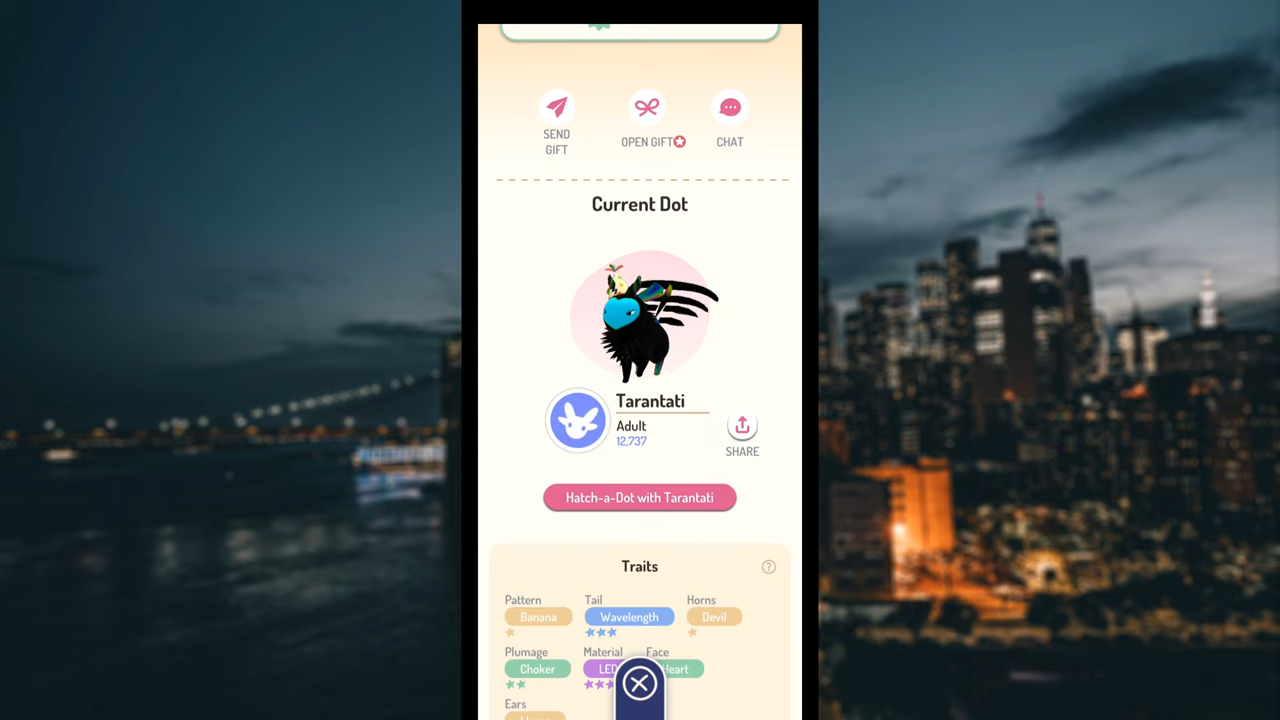 SEND
GIFT
OPEN GIFT
CHAT
Current Dot
Tarantati
Adult
12,737
SHARE
Hatch-a-Dot with Tarantati
Traits
?
Pattern
Tail
Horns
Banana
Wavelength
Devil
Plumage
Material
Face
Choker
LED
Heart
Ears